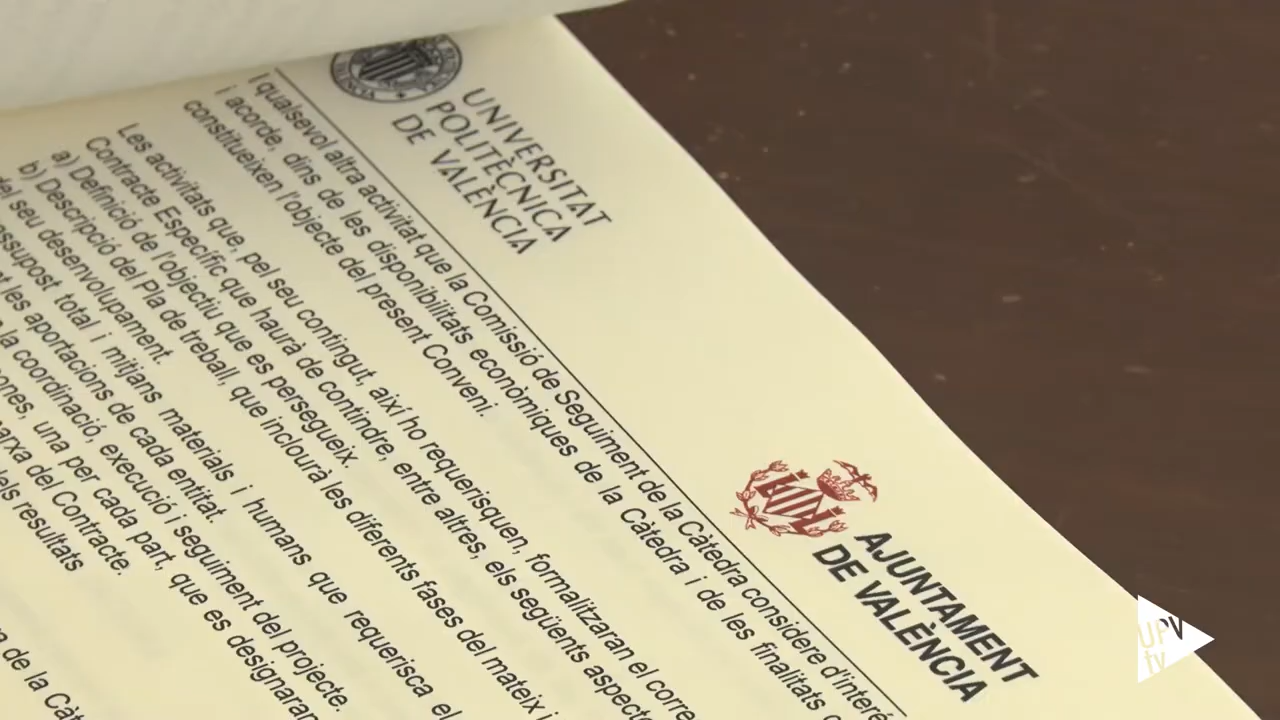 UNIVERSITAT
POLITÈCNICA
DE VALÈNCIA
AJUNTAMENT
DE VALÈNCIA
I qualsevol altra activitat que la Comissió de Seguiment de la Càtedra considere d'interé
i acorde, dins de les disponibilitats econòmiques de la Càtedra i de les finalitats
constitueixen l'objecte del present Conveni.
Les activitats que, pel seu contingut, així ho requerisquen, formalitzaran el corre
Contracte Específic que haurà de contindre, entre altres, els següents aspecte
a) Definició de l'objectiu que es persegueix.
b) Descripció del Pla de treball, que inclourà les diferents fases del mateix i
del seu desenvolupament.
ssupost total i mitjans materials i humans que requerisca el
t les aportacions de cada entitat.
la coordinació, execució i seguiment del projecte.
ones, una per cada part, que es designaran
arxa del Contracte.
dels resultats
n de la Càt
UPV
tv